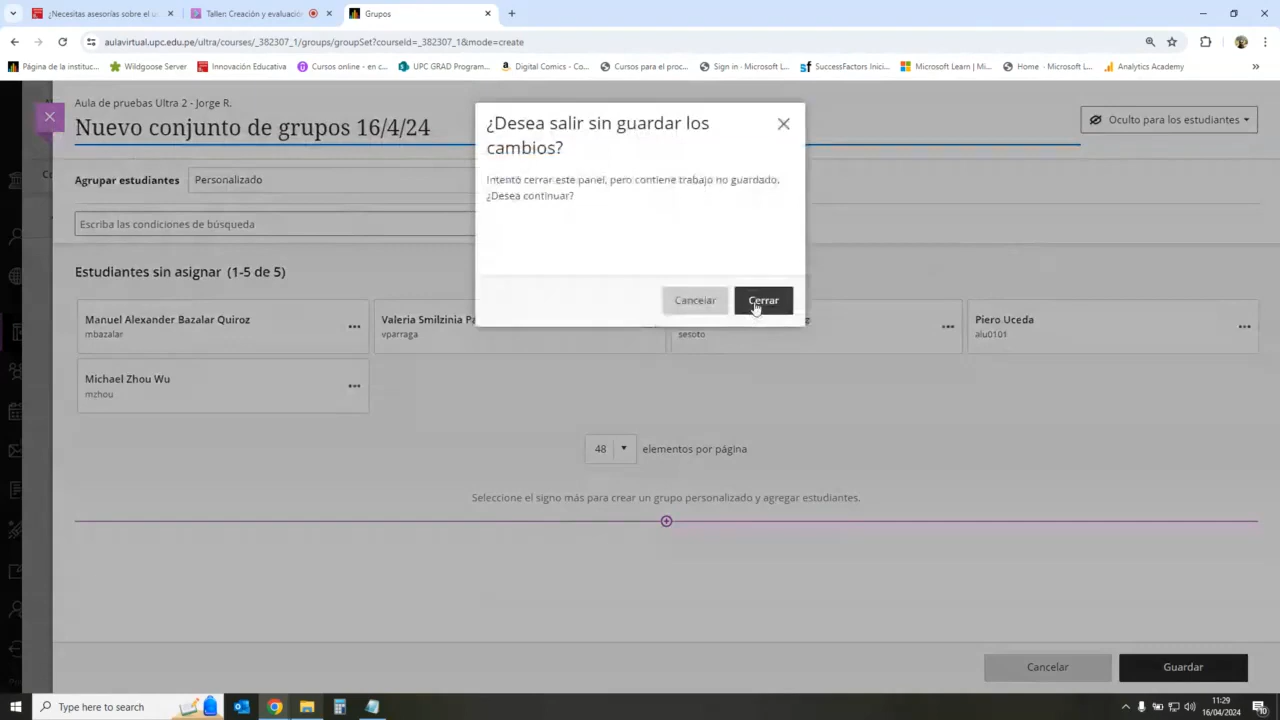 ¿Necesitas asesorías sobre el u
Taller: Creación y evaluació
Grupos
aulavirtual.upc.edu.pe/ultra/courses/_382307_1/groups/groupSet?courseId=_382307_1&mode=create
Página de la instituc...
Wildgoose Server
Innovación Educativa
Cursos online - en c...
UPC GRAD Program...
Digital Comics - Co...
Cursos para el proc...
Sign in - Microsoft L...
SuccessFactors Inici...
Microsoft Learn | Mi...
Home - Microsoft L...
Analytics Academy
Aula de pruebas Ultra 2 - Jorge R.
Nuevo conjunto de grupos 16/4/24
Oculto para los estudiantes
¿Desea salir sin guardar los
cambios?
Intentó cerrar este panel, pero contiene trabajo no guardado.
¿Desea continuar?
Cancelar
Cerrar
Agrupar estudiantes
Personalizado
Escriba las condiciones de búsqueda
Estudiantes sin asignar (1-5 de 5)
Manuel Alexander Bazalar Quiroz
mbazalar
Valeria Smilzinia Pa
vparraga
sesoto
Piero Uceda
alu0101
Michael Zhou Wu
mzhou
48
elementos por página
Seleccione el signo más para crear un grupo personalizado y agregar estudiantes.
Cancelar
Guardar
Type here to search
11:29
16/04/2024